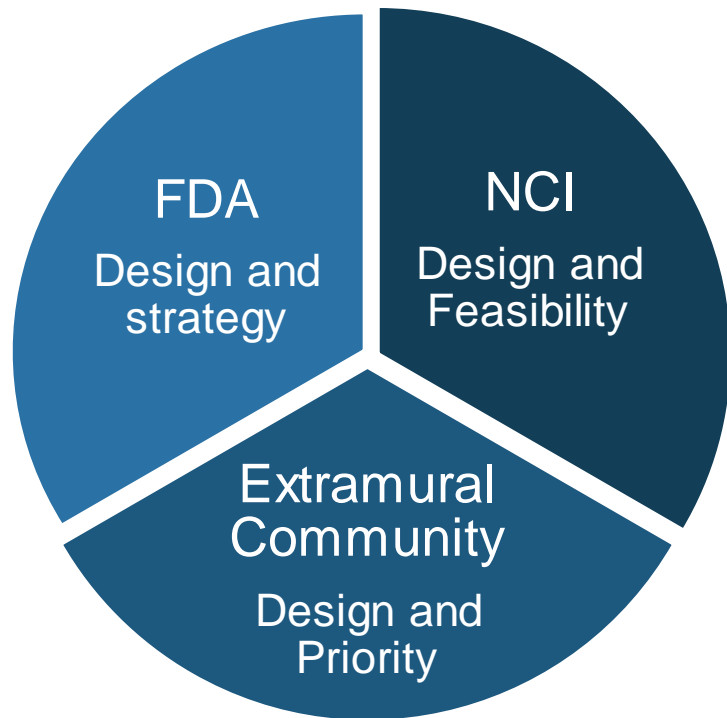 FDA
Design and
strategy
NCI
Design and
Feasibility
Extramural
Community
Design and
Priority